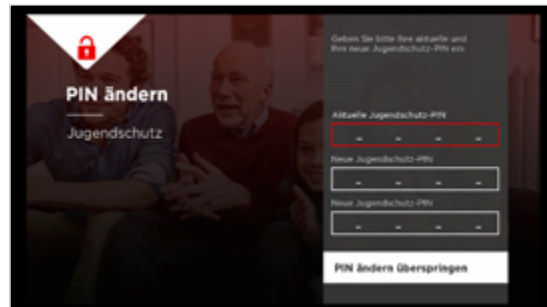 PIN ändern
Jugendschutz
Geben Sie bitte Ihre aktuelle und
Ihre neue Jugendschutz-PIN ein.
Aktuelle Jugendschutz-PIN
Neue Jugendschutz-PIN
Neue Jugendschutz-PIN
PIN ändern überspringen